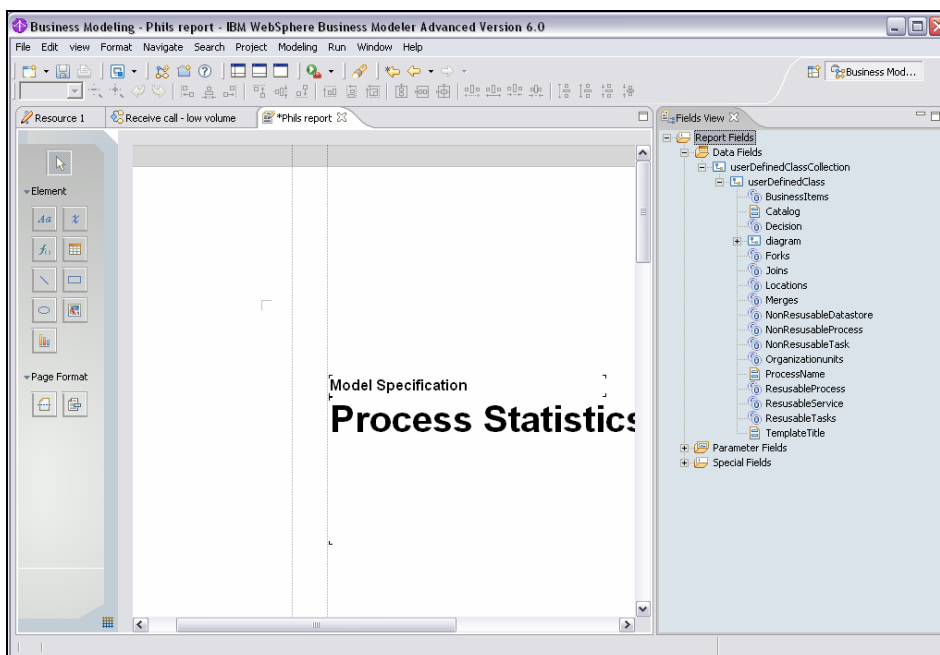 Business Modeling - Phils report - IBM WebSphere Business Modeler Advanced Version 6.0
File Edit view Format Navigate Search Project Modeling Run Window Help
Business Mod...
Resource 1 Receive call - low volume *Phils report
Fields View
Element
Aa
Page Format
Model Specification
Process Statistics
Report Fields
Data Fields
userDefinedClassCollection
userDefinedClass
BusinessItems
Catalog
Decision
diagram
Forks
Joins
Locations
Merges
NonResusableDatastore
NonResusableProcess
NonResusableTask
Organizationunits
ProcessName
ResusableProcess
ResusableService
ResusableTasks
TemplateTitle
Parameter Fields
Special Fields